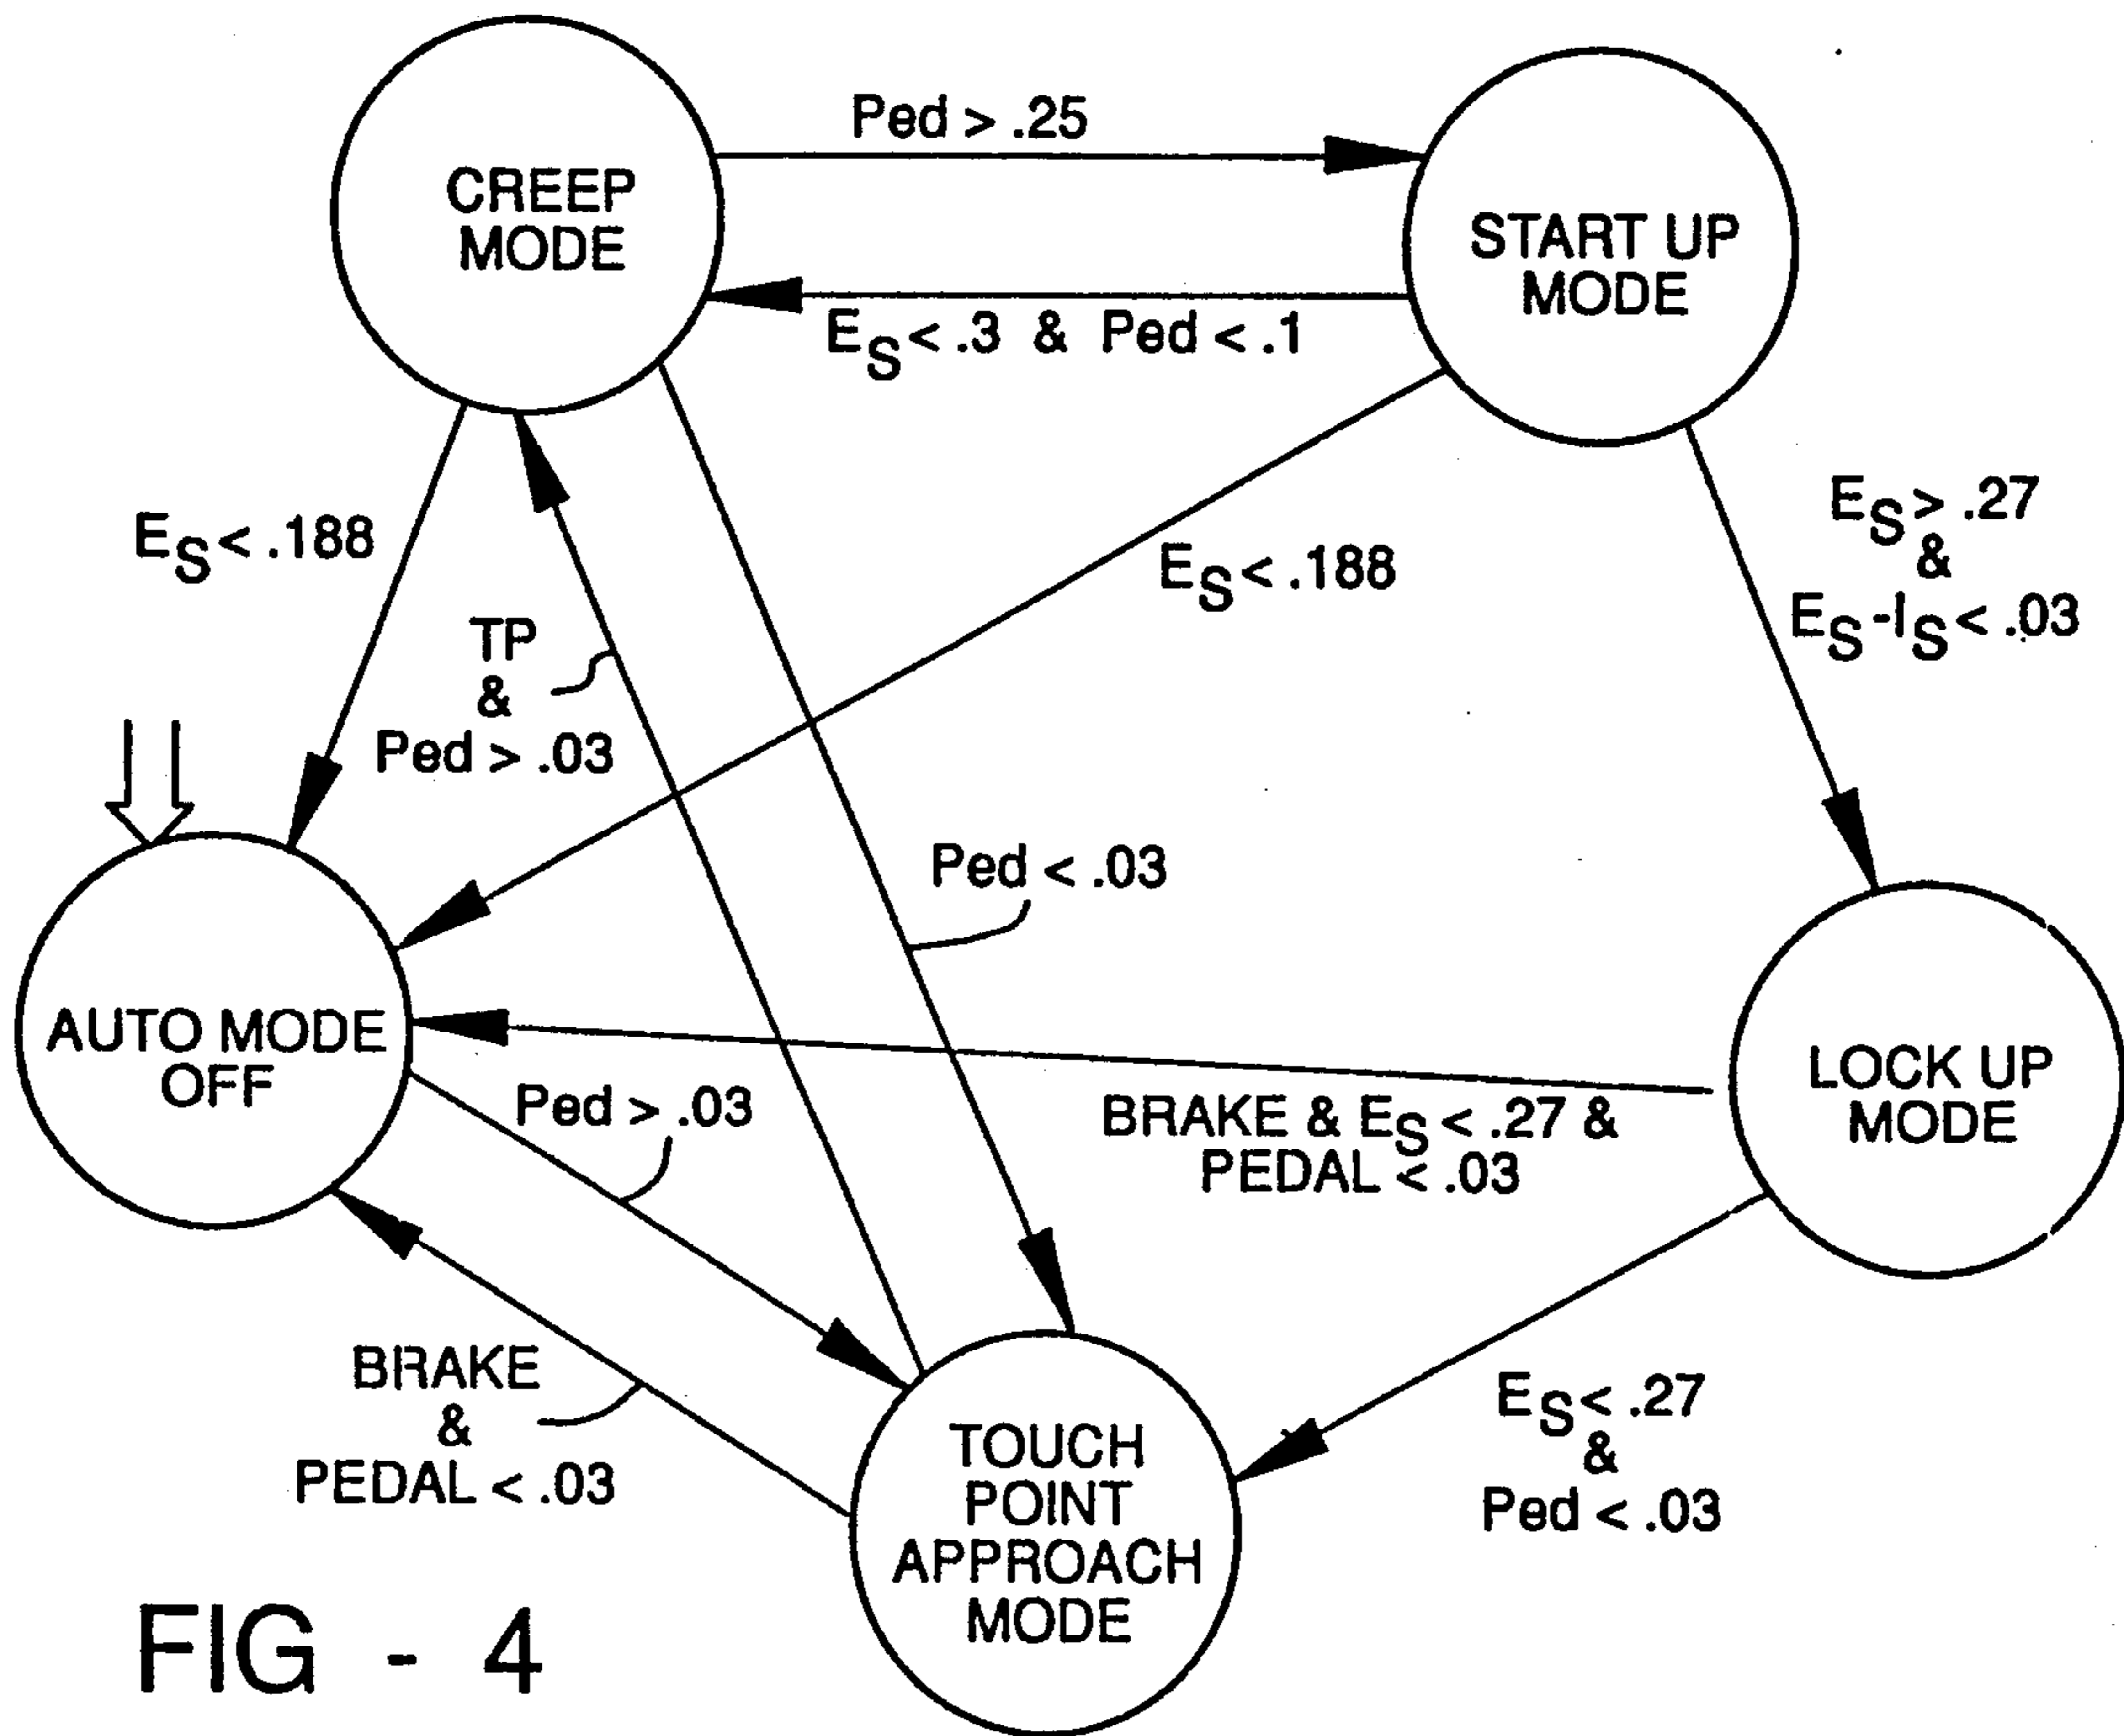 Ped > .25
CREEP
MODE
START UP
MODE
ES < .3 & Ped < .1
ES < .188
TP
&
Ped > .03
ES < .188
ES > .27
&
ES -IS < .03
Ped < .03
AUTO MODE
OFF
Ped > .03
BRAKE & ES < .27 &
PEDAL < .03
LOCK UP
MODE
BRAKE
&
PEDAL < .03
TOUCH
POINT
APPROACH
MODE
ES < .27
&
Ped < .03
FIG - 4